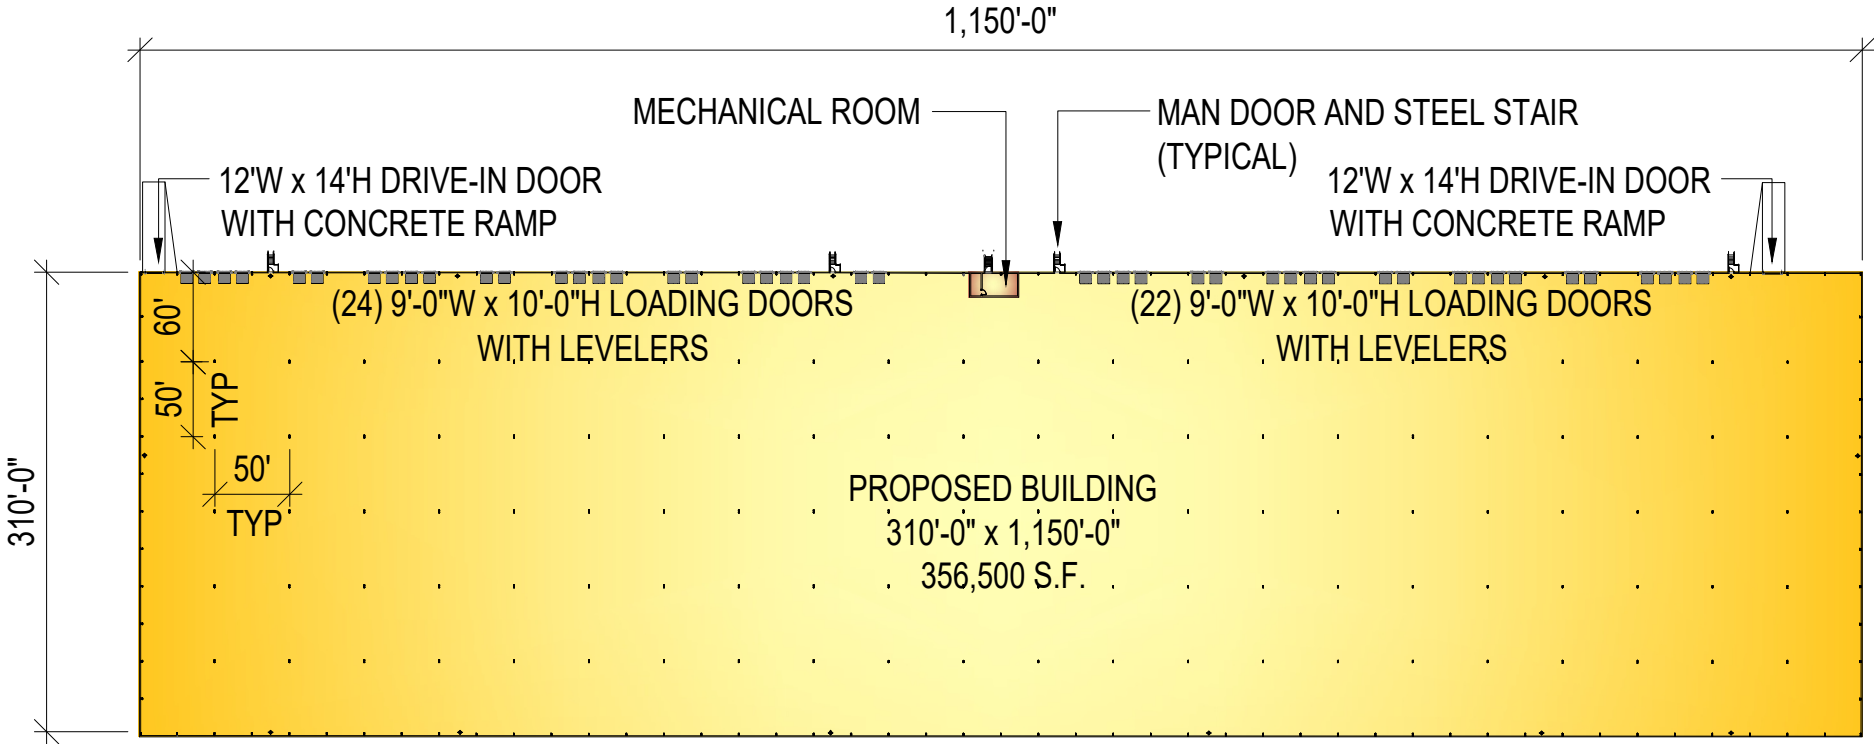 1,150'-0"
MECHANICAL ROOM
MAN DOOR AND STEEL STAIR
(TYPICAL)
12'W x 14'H DRIVE-IN DOOR
WITH CONCRETE RAMP
12'W x 14'H DRIVE-IN DOOR
WITH CONCRETE RAMP
(24) 9'-0"W x 10'-0"H LOADING DOORS
WITH LEVELERS
(22) 9'-0"W x 10'-0"H LOADING DOORS
WITH LEVELERS
60'
50'
TYP
50'
TYP
310'-0"
PROPOSED BUILDING
310'-0" x 1,150'-0"
356,500 S.F.